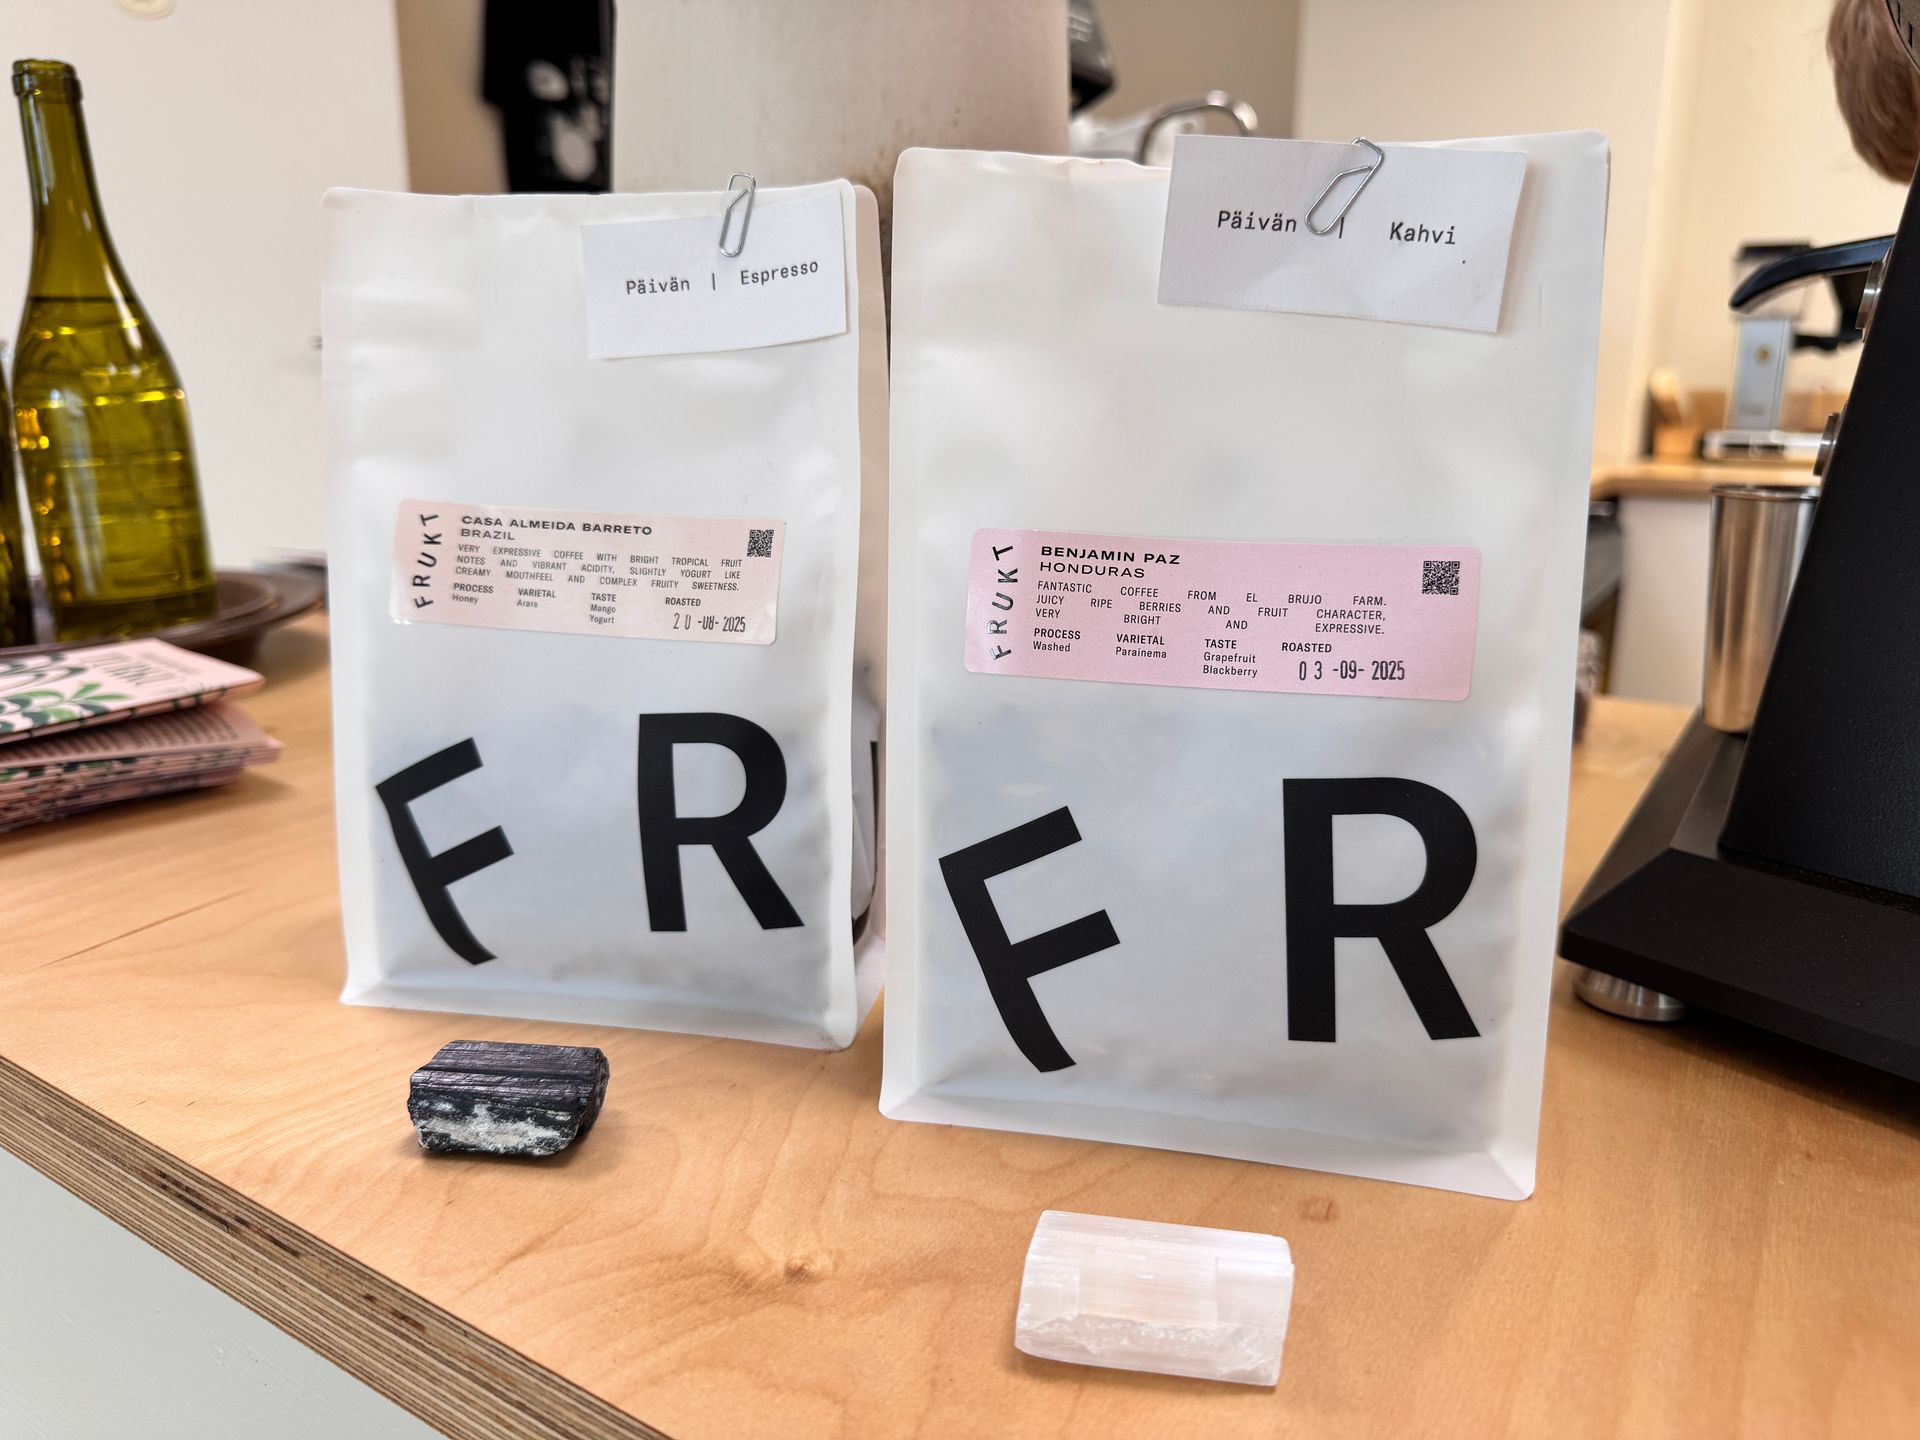 Päivän | Espresso
FRUKT
CASA ALMEIDA BARRETO
BRAZIL
VERY EXPRESSIVE COFFEE WITH BRIGHT TROPICAL FRUIT
NOTES AND VIBRANT ACIDITY, SLIGHTLY YOGURT LIKE
CREAMY MOUTHFEEL AND COMPLEX FRUITY SWEETNESS.
PROCESS VARIETAL TASTE ROASTED
Honey Arara Mango
Yogurt 20-08-2025
F R
Päivän | Kahvi
FRUKT
BENJAMIN PAZ
HONDURAS
FANTASTIC COFFEE FROM EL BRUJO FARM.
JUICY RIPE BERRIES AND FRUIT CHARACTER,
VERY BRIGHT AND EXPRESSIVE.
PROCESS VARIETAL TASTE ROASTED
Washed Parainema Grapefruit
Blackberry 03-09-2025
F R